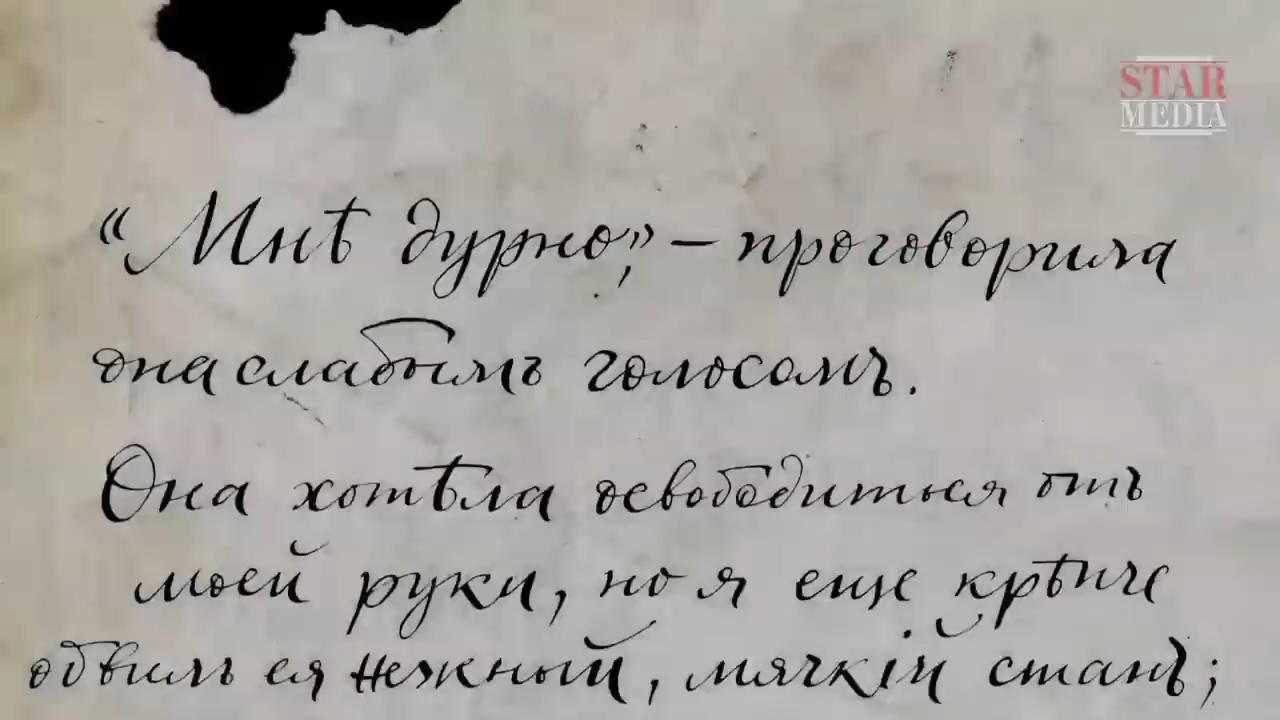 STAR
MEDIA
“Мнѣ дурно”, – проговорила
она слабымъ голосомъ.
Она хотѣла освободиться отъ
моей руки, но я еще крѣпче
обвилъ ея нежный, мягкій станъ;